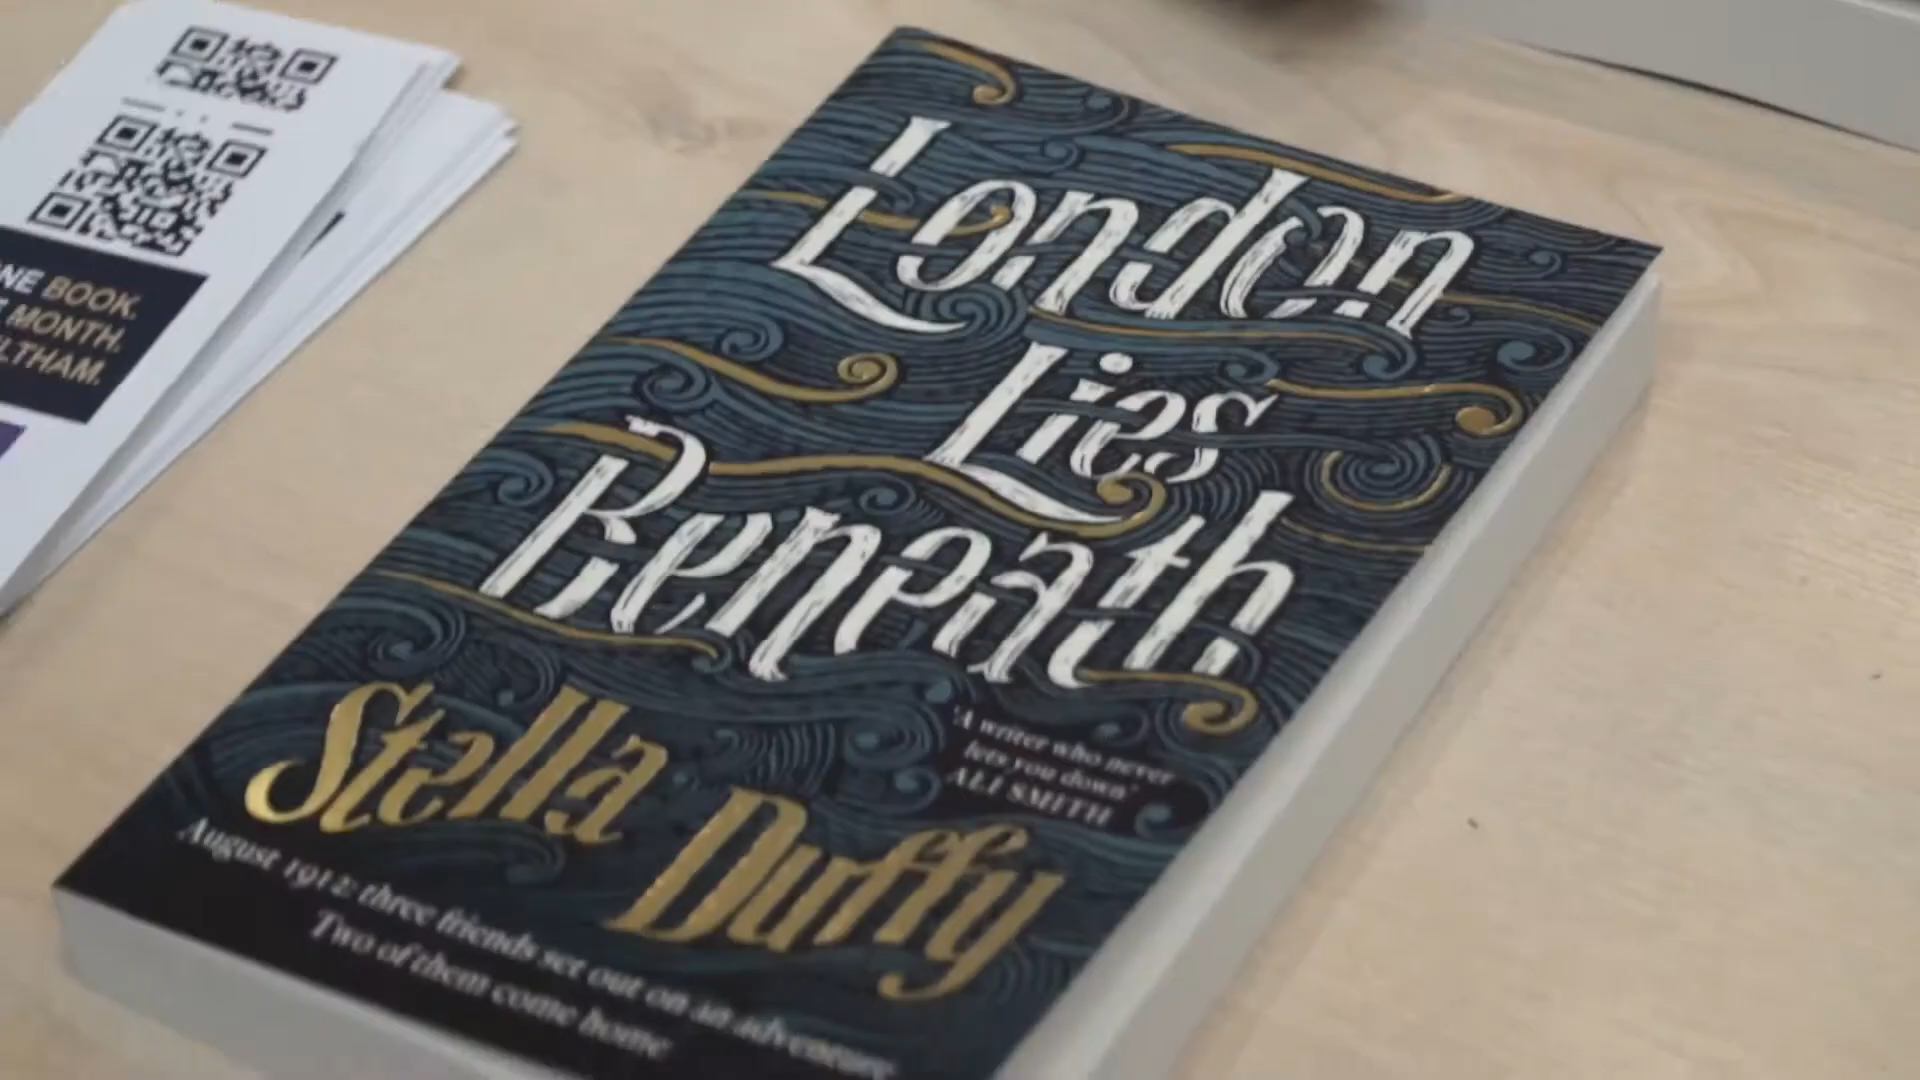 NE BOOK.
MONTH.
LTHAM.
London
Lies
Beneath
Stella
Duffy
'A writer who never
lets you down'
ALI SMITH
August 1912: three friends set out on an adventure
Two of them come home